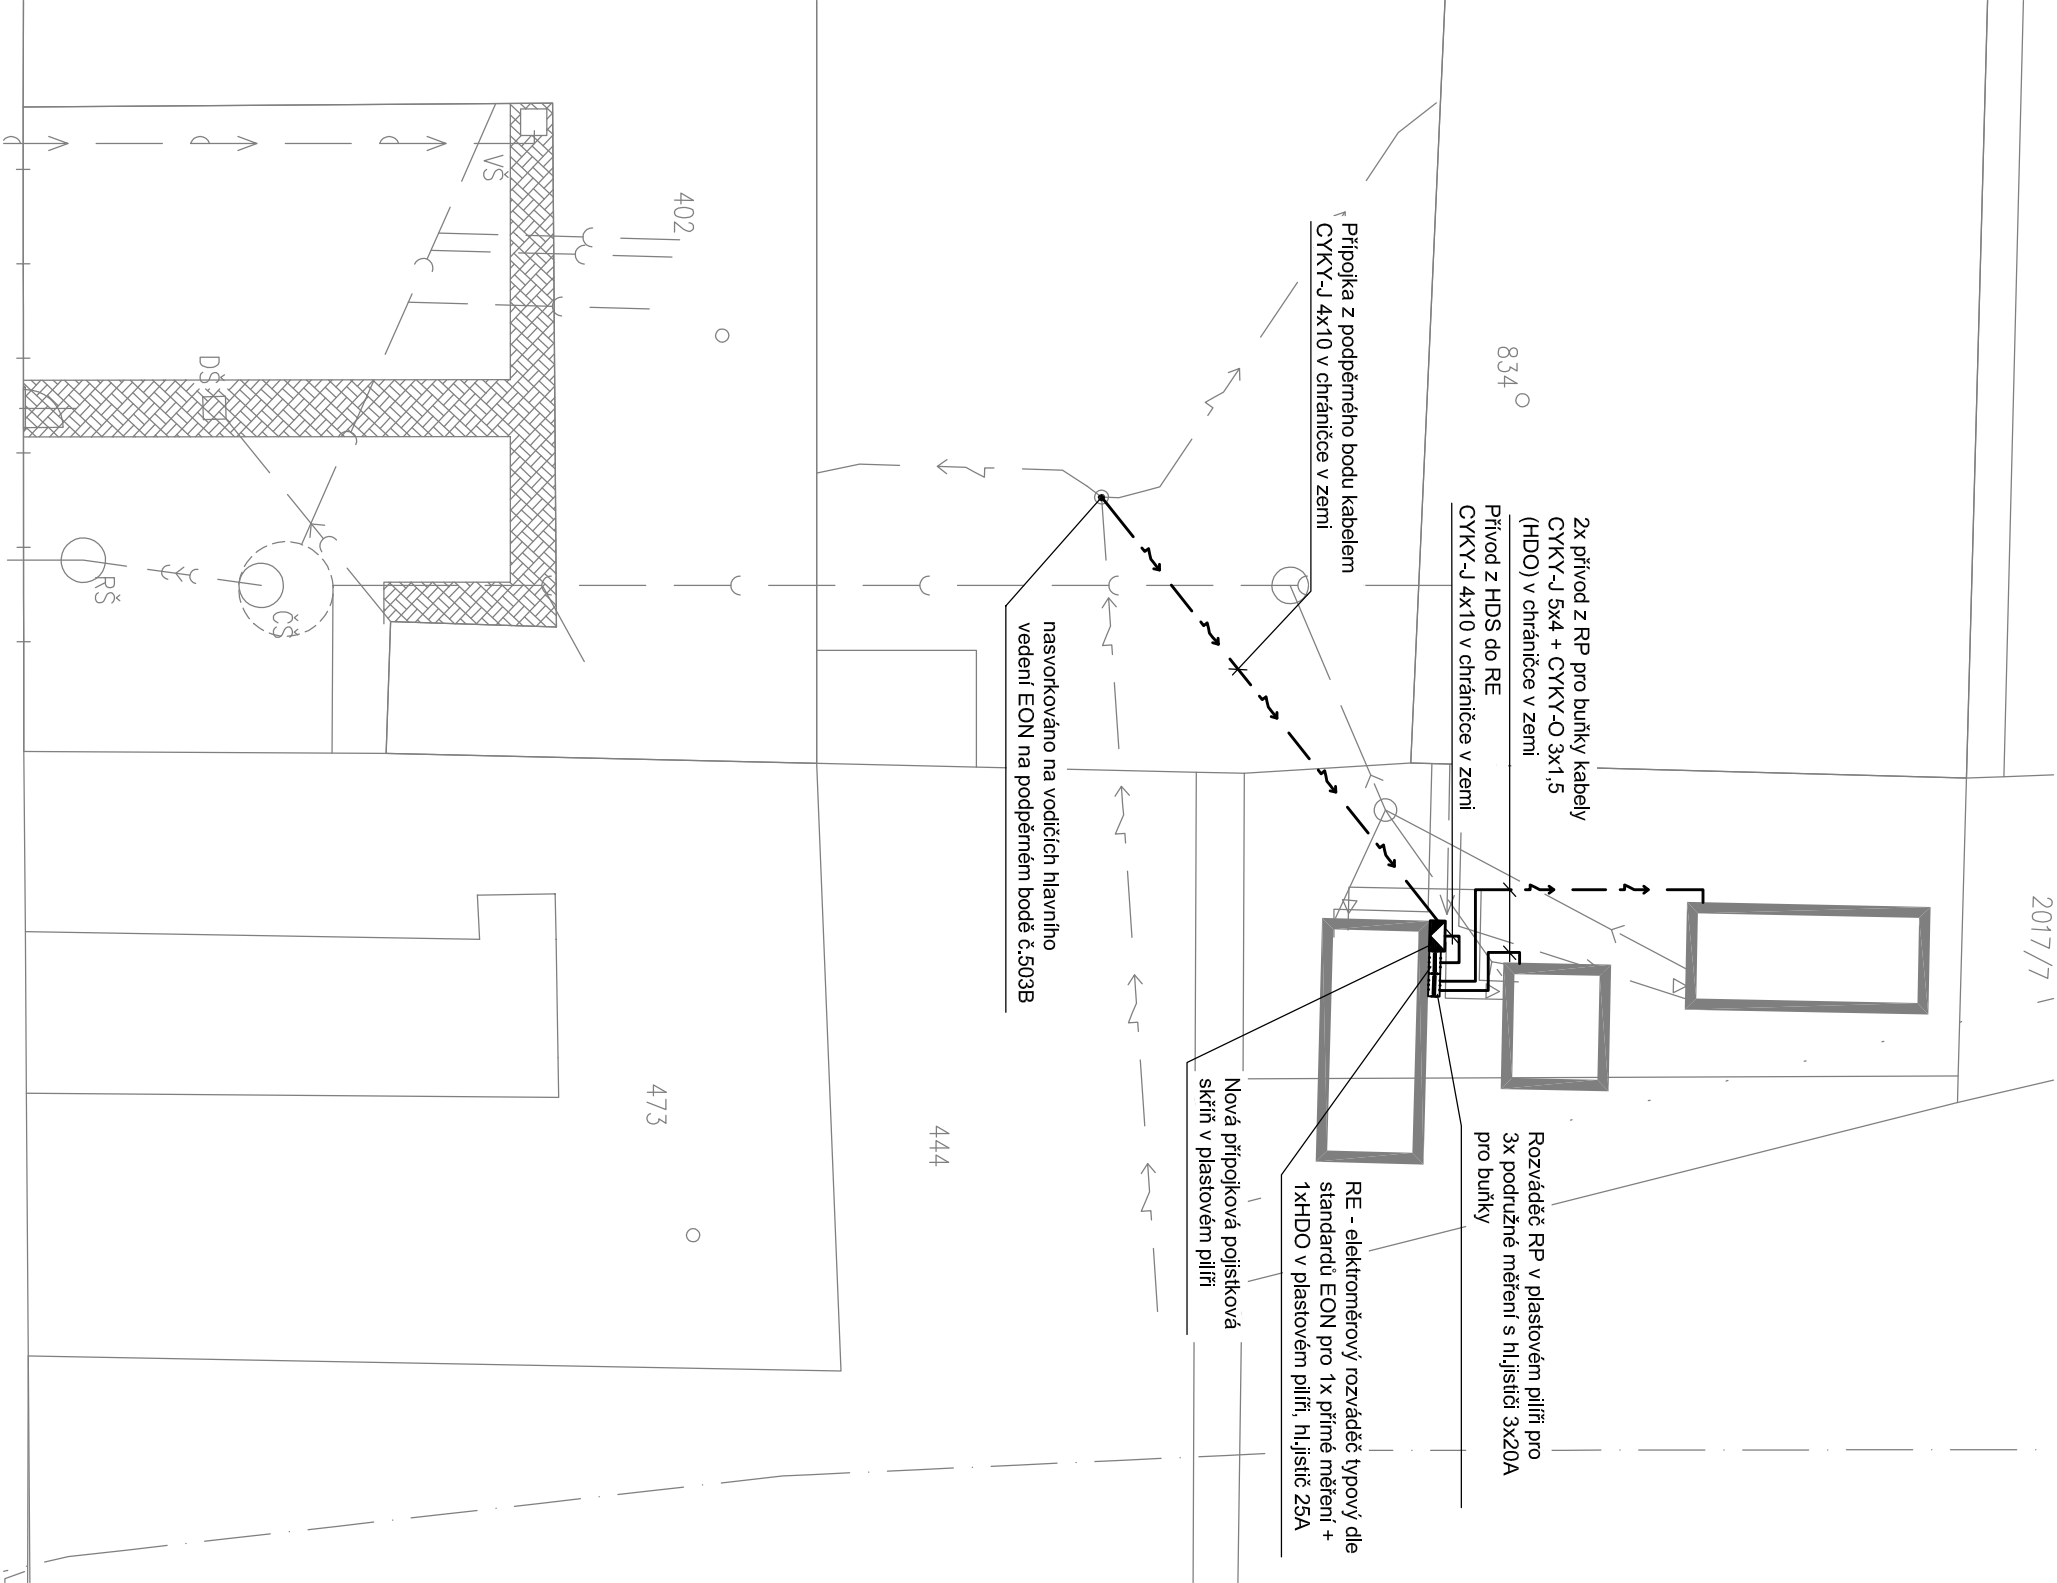 2x přívod z RP pro buňky kabely
CYKY-J 5x4 + CYKY-O 3x1,5
(HDO) v chráničce v zemi
Přívod z HDS do RE
CYKY-J 4x10 v chráničce v zemi
Přípojka z podpěrného bodu kabelem
CYKY-J 4x10 v chráničce v zemi
nasvorkováno na vodičích hlavního
vedení EON na podpěrném bodě č.503B
Rozváděč RP v plastovém pilíři pro
3x podružné měření s hl.jističi 3x20A
pro buňky
RE - elektroměrový rozváděč typový dle
standardů EON pro 1x přímé měření +
1xHDO v plastovém pilíři, hl.jistič 25A
Nová přípojková pojistková
skříň v plastovém pilíři
2017/7
834
402
444
473
VŠ
DŠ
ČŠ
RŠ